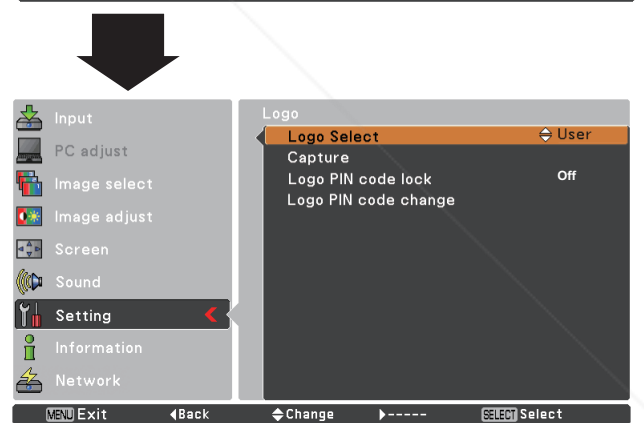 Input
PC adjust
Image select
Image adjust
Screen
Sound
Setting
Information
Network
Logo
Logo Select User
Capture
Logo PIN code lock Off
Logo PIN code change
MENU Exit Back Change ----- SELECT Select